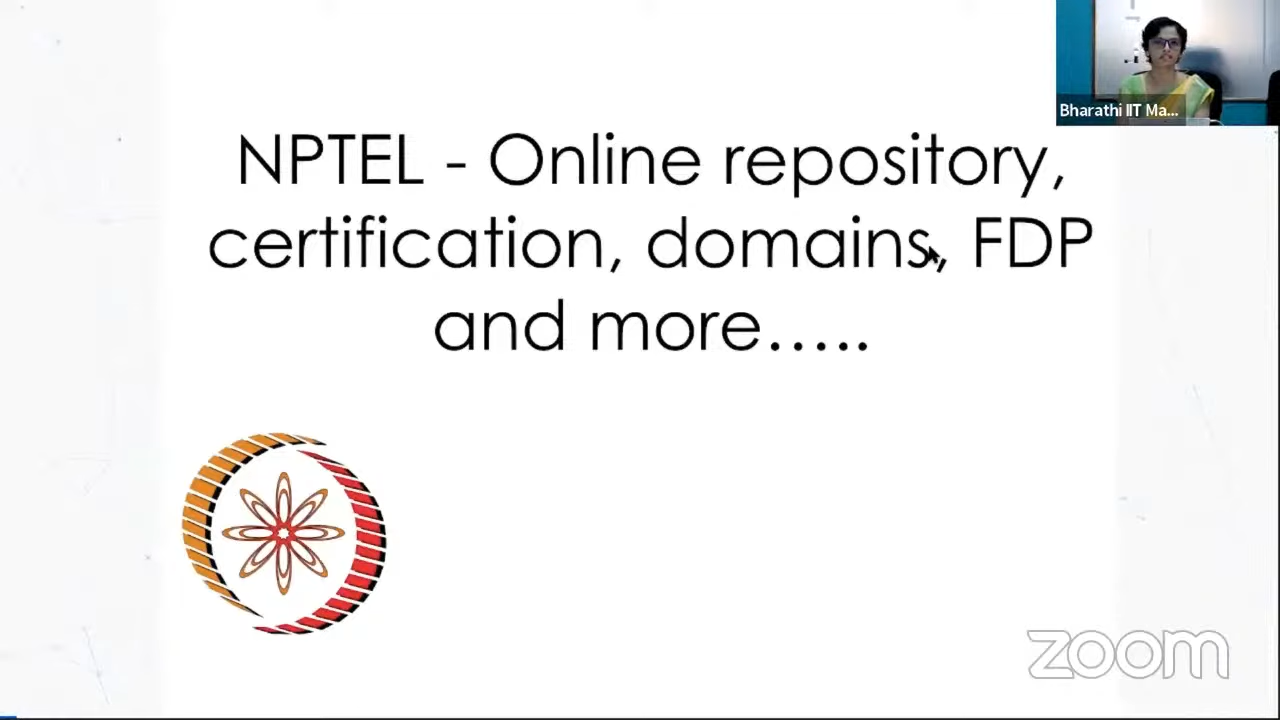 Bharathi IIT Ma...
NPTEL - Online repository,
certification, domains, FDP
and more.....
zoom